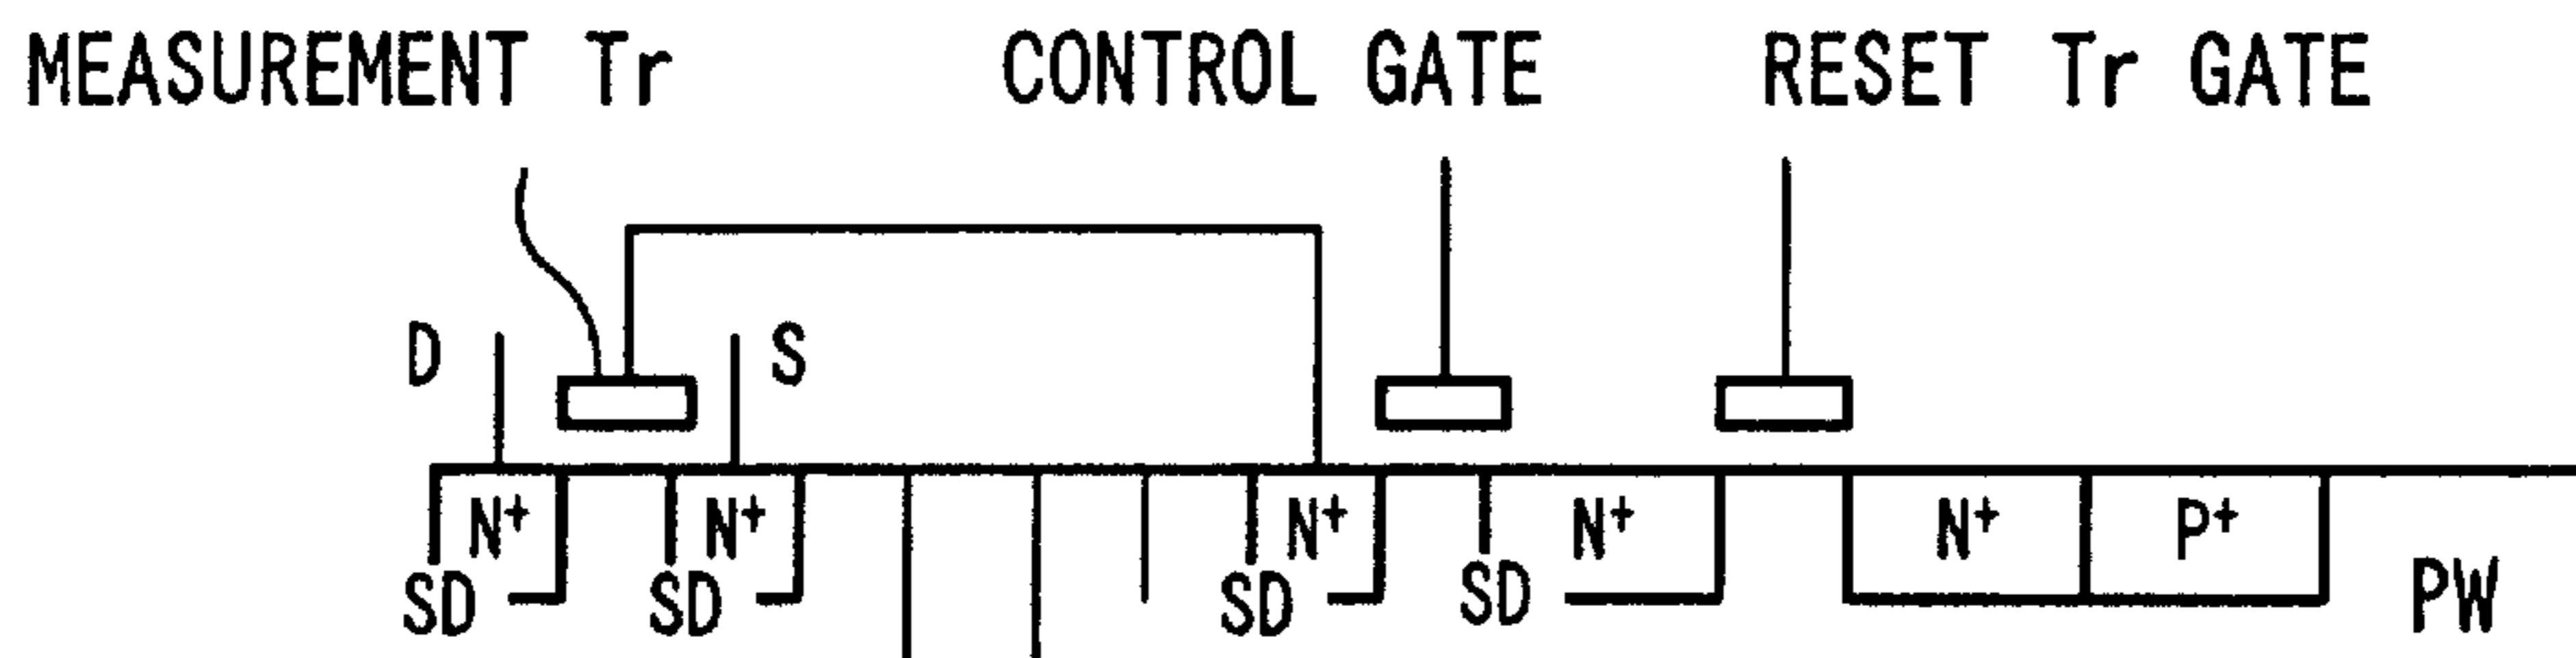 MEASUREMENT Tr CONTROL GATE RESET Tr GATE
D S
N+ N+ N+ N+ N+ P+
SD SD SD SD PW